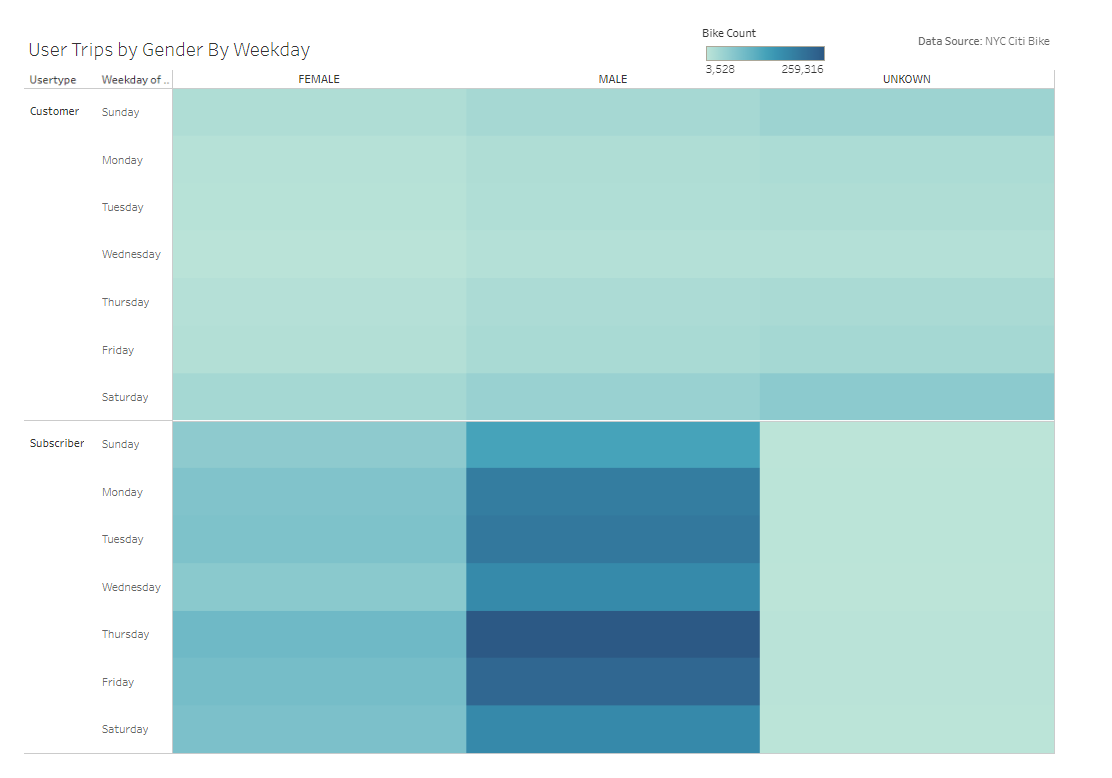 User Trips by Gender By Weekday
Bike Count
3,528 259,316
Data Source: NYC Citi Bike
Usertype Weekday of .. FEMALE MALE UNKOWN
Customer Sunday
Monday
Tuesday
Wednesday
Thursday
Friday
Saturday
Subscriber Sunday
Monday
Tuesday
Wednesday
Thursday
Friday
Saturday